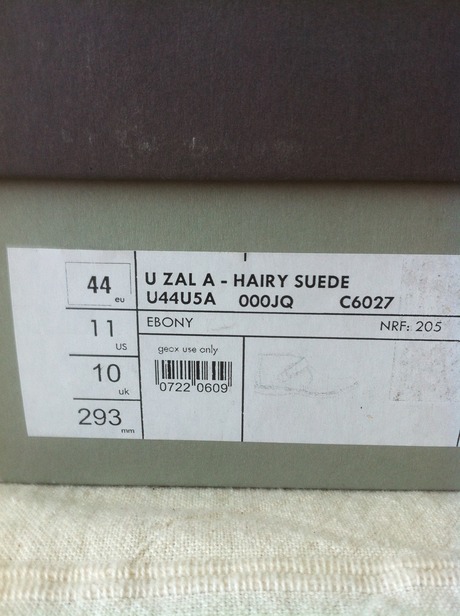 44 eu
U ZAL A - HAIRY SUEDE
U44U5A 000JQ C6027
11 US
EBONY NRF: 205
10 uk
geox use only
0722 0609
293 mm